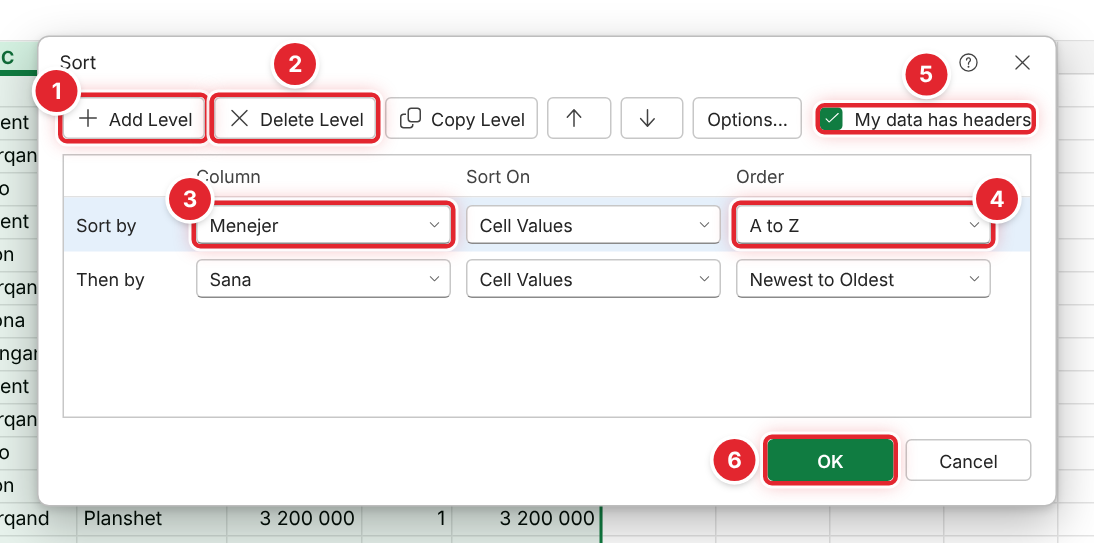 C
Sort
1
2
5
Add Level
Delete Level
Copy Level
Options...
My data has headers
Column
Sort On
Order
3
4
Sort by
Menejer
Cell Values
A to Z
Then by
Sana
Cell Values
Newest to Oldest
6
OK
Cancel
ent
rqan
o
ent
on
rqan
ona
ngan
ent
rqan
o
on
rqand
Planshet
3 200 000
1
3 200 000